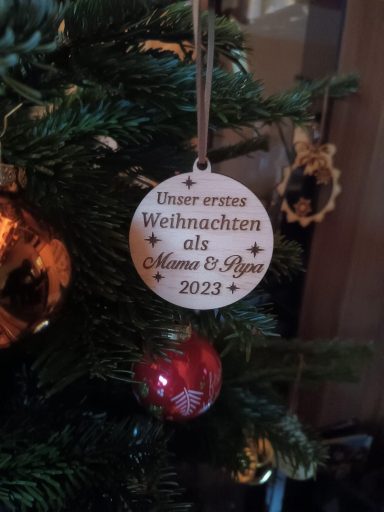 Unser erstes
Weihnachten
als
Mama & Papa
2023